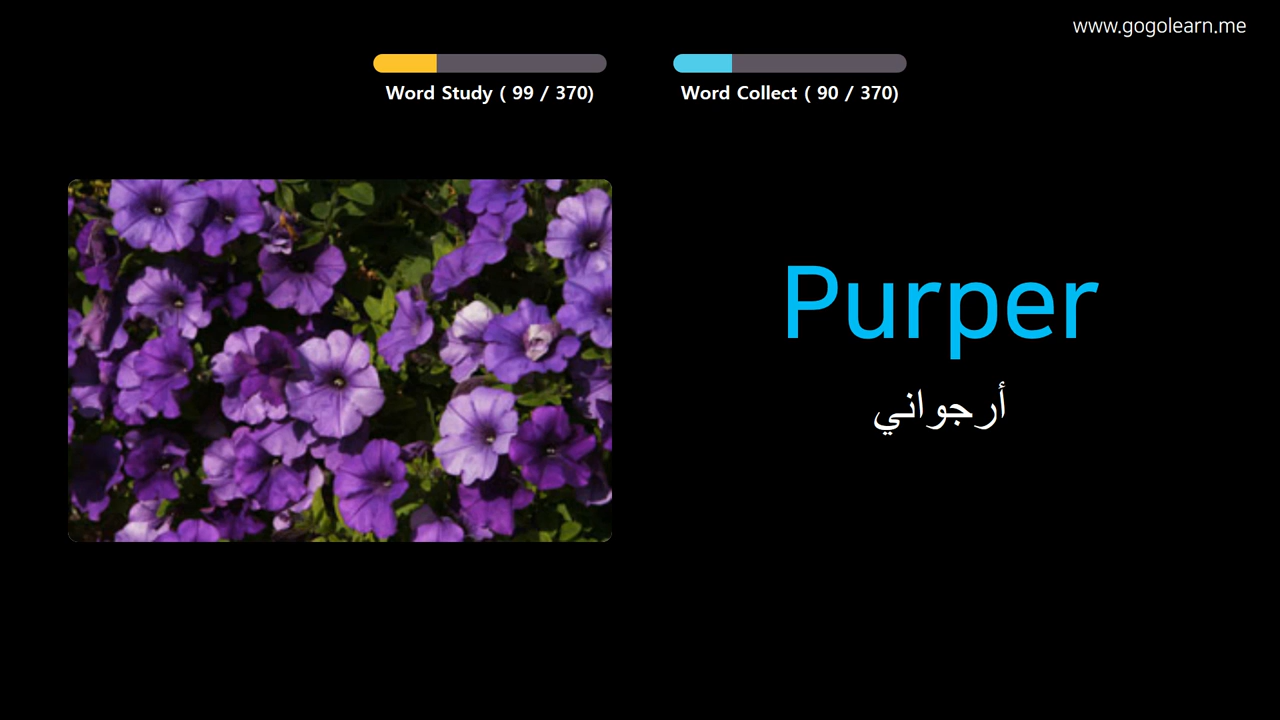 www.gogolearn.me
Word Study ( 99 / 370)
Word Collect ( 90 / 370)
Purper
أرجواني